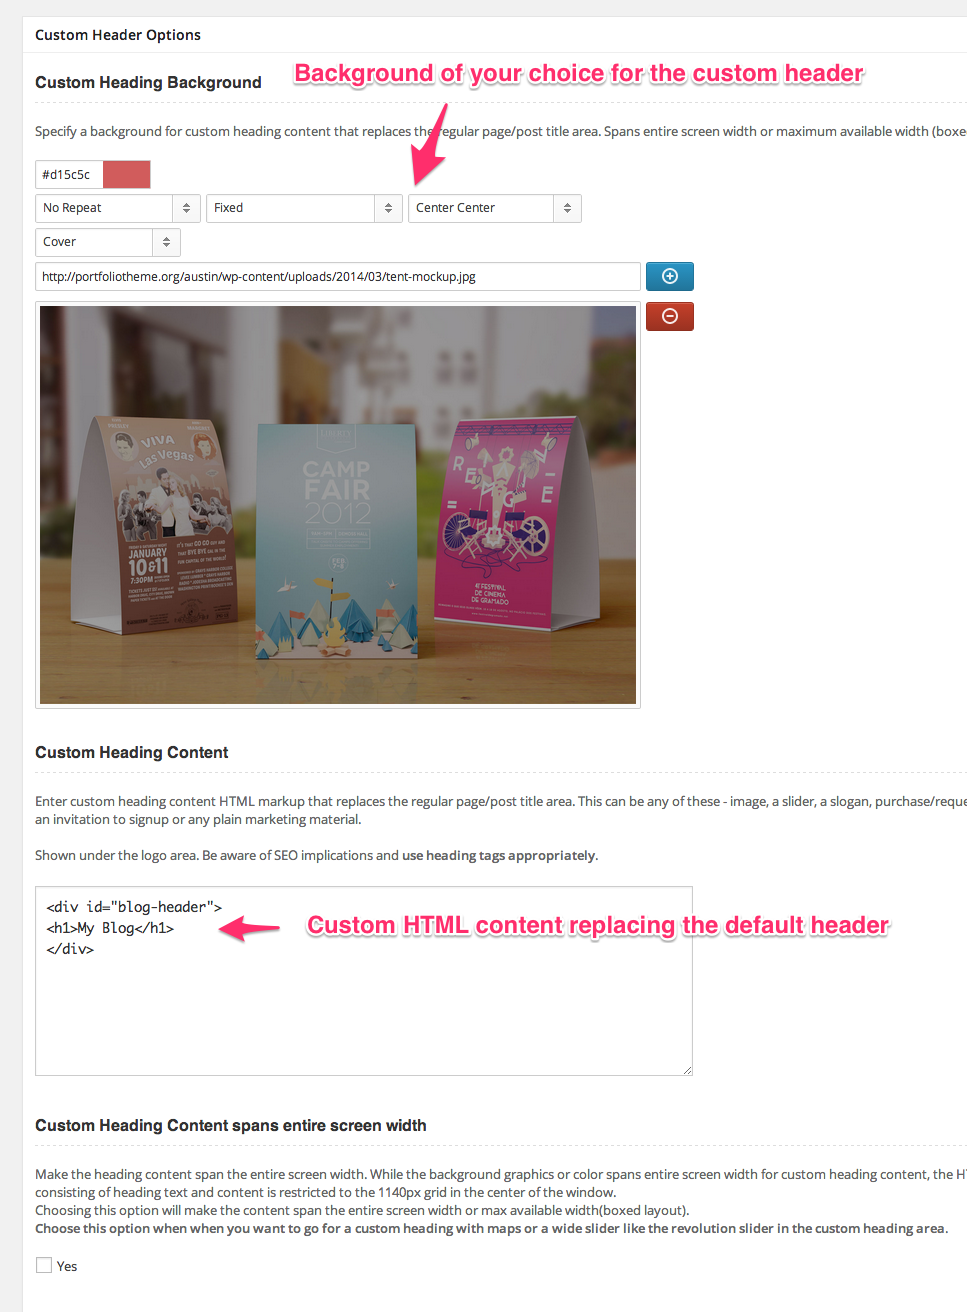 Custom Header Options
Background of your choice for the custom header
Custom Heading Background
Specify a background for custom heading content that replaces the regular page/post title area. Spans entire screen width or maximum available width (boxe
#d15c5c
No Repeat
Fixed
Center Center
Cover
http://portfoliotheme.org/austin/wp-content/uploads/2014/03/tent-mockup.jpg
VIVA
Las Vegas
JANUARY
10&11
7:30PM
CAMP
FAIR
2012
41 FESTIVAL
DE CINEMA
DE GRAMADO
Custom Heading Content
Enter custom heading content HTML markup that replaces the regular page/post title area. This can be any of these - image, a slider, a slogan, purchase/reque
an invitation to signup or any plain marketing material.
Shown under the logo area. Be aware of SEO implications and use heading tags appropriately.
<div id="blog-header">
<h1>My Blog</h1>
</div>
Custom HTML content replacing the default header
Custom Heading Content spans entire screen width
Make the heading content span the entire screen width. While the background graphics or color spans entire screen width for custom heading content, the HT
consisting of heading text and content is restricted to the 1140px grid in the center of the window.
Choosing this option will make the content span the entire screen width or max available width(boxed layout).
Choose this option when when you want to go for a custom heading with maps or a wide slider like the revolution slider in the custom heading area.
Yes